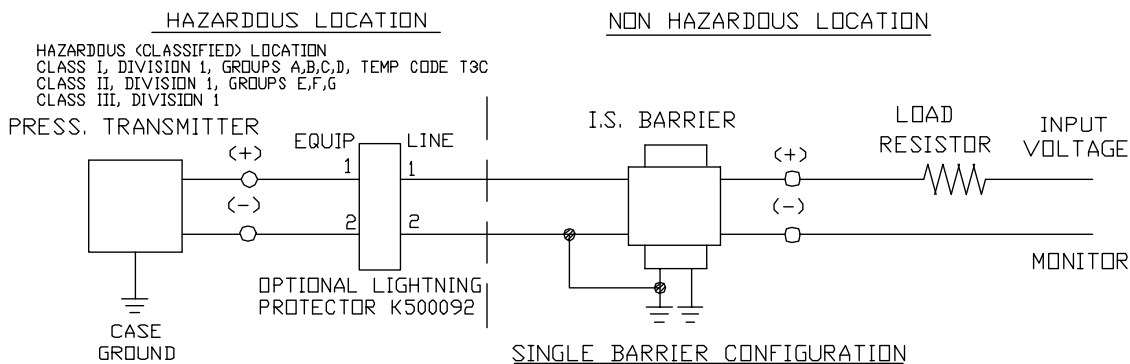 HAZARDOUS LOCATION
NON HAZARDOUS LOCATION
HAZARDOUS (CLASSIFIED) LOCATION
CLASS I, DIVISION 1, GROUPS A,B,C,D, TEMP CODE T3C
CLASS II, DIVISION 1, GROUPS E,F,G
CLASS III, DIVISION 1
PRESS. TRANSMITTER
EQUIP
LINE
I.S. BARRIER
LOAD
RESISTOR
INPUT
VOLTAGE
(+)
1
1
(+)
(-)
2
2
(-)
MONITOR
OPTIONAL LIGHTNING
PROTECTOR K500092
CASE
GROUND
SINGLE BARRIER CONFIGURATION